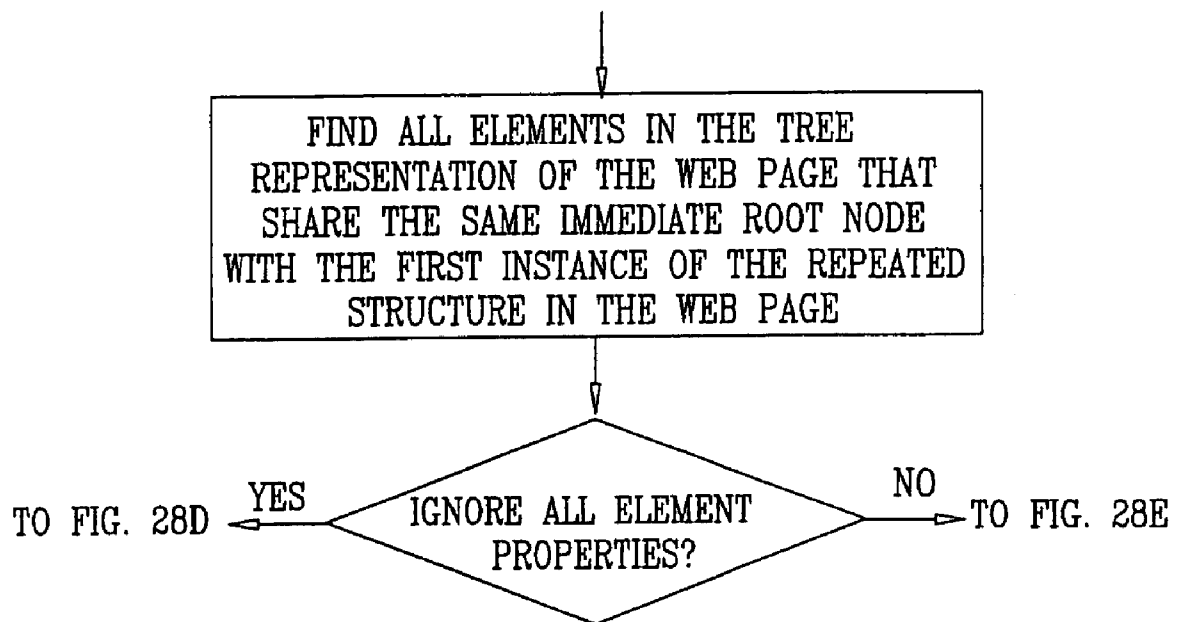 FIND ALL ELEMENTS IN THE TREE
REPRESENTATION OF THE WEB PAGE THAT
SHARE THE SAME IMMEDIATE ROOT NODE
WITH THE FIRST INSTANCE OF THE REPEATED
STRUCTURE IN THE WEB PAGE
TO FIG. 28D
YES
IGNORE ALL ELEMENT
PROPERTIES?
NO
TO FIG. 28E